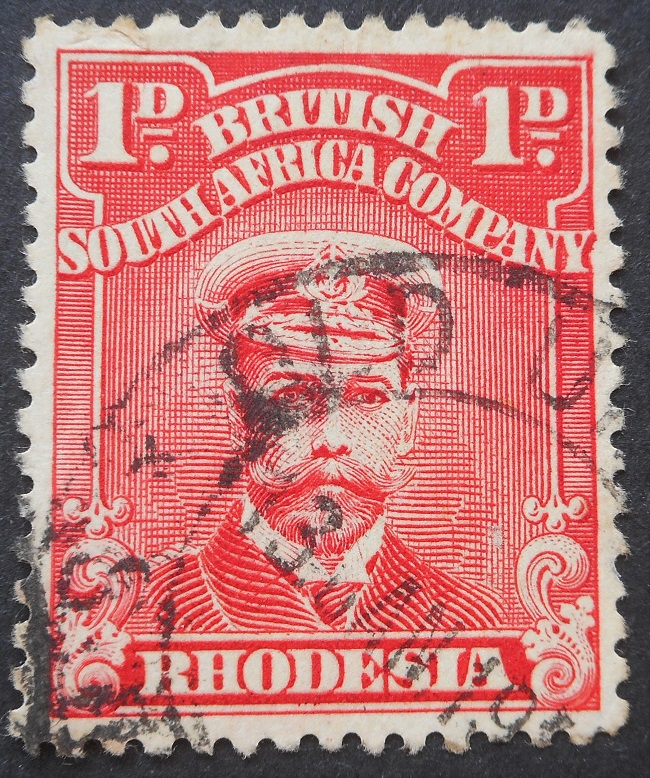 1D. 1D.
BRITISH
SOUTH AFRICA COMPANY
RHODESIA